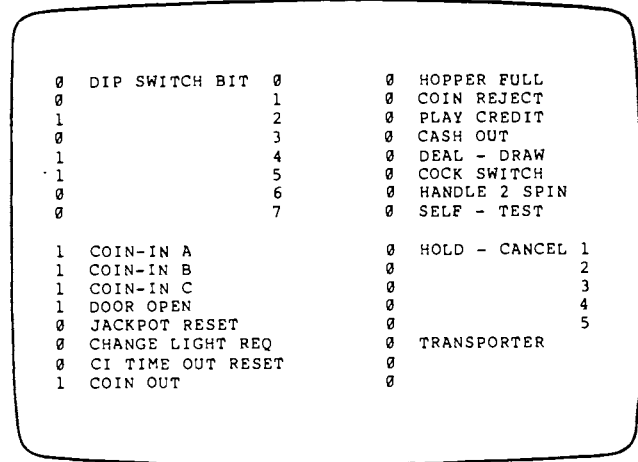 0 DIP SWITCH BIT 0
0 1
1 2
0 3
1 4
1 5
0 6
0 7
1 COIN-IN A
1 COIN-IN B
1 COIN-IN C
1 DOOR OPEN
0 JACKPOT RESET
0 CHANGE LIGHT REQ
0 CI TIME OUT RESET
1 COIN OUT
0 HOPPER FULL
0 COIN REJECT
0 PLAY CREDIT
0 CASH OUT
0 DEAL - DRAW
0 COCK SWITCH
0 HANDLE 2 SPIN
0 SELF - TEST
0 HOLD - CANCEL 1
0 2
0 3
0 4
0 5
0 TRANSPORTER
0
0